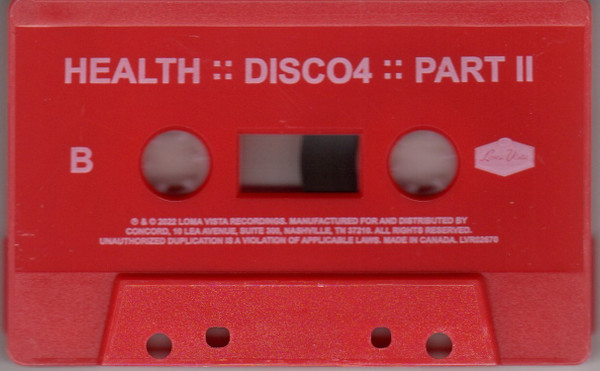 HEALTH :: DISCO4 :: PART II
B
Loma Vista
℗ & © 2022 LOMA VISTA RECORDINGS. MANUFACTURED FOR AND DISTRIBUTED BY
CONCORD, 10 LEA AVENUE, SUITE 300, NASHVILLE, TN 37210. ALL RIGHTS RESERVED.
UNAUTHORIZED DUPLICATION IS A VIOLATION OF APPLICABLE LAWS. MADE IN CANADA. LVR02670